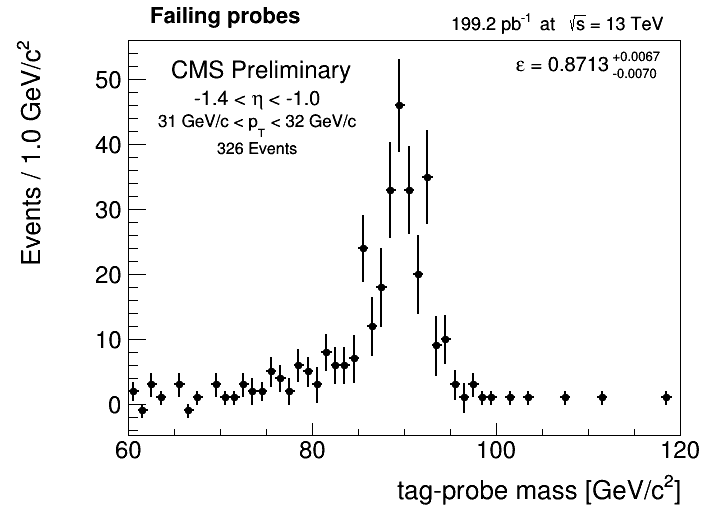 Failing probes
199.2 pb⁻¹ at √s = 13 TeV
CMS Preliminary
-1.4 < η < -1.0
31 GeV/c < p_T < 32 GeV/c
326 Events
ε = 0.8713 +0.0067 -0.0070
Events / 1.0 GeV/c²
50
40
30
20
10
0
60 80 100 120
tag-probe mass [GeV/c²]